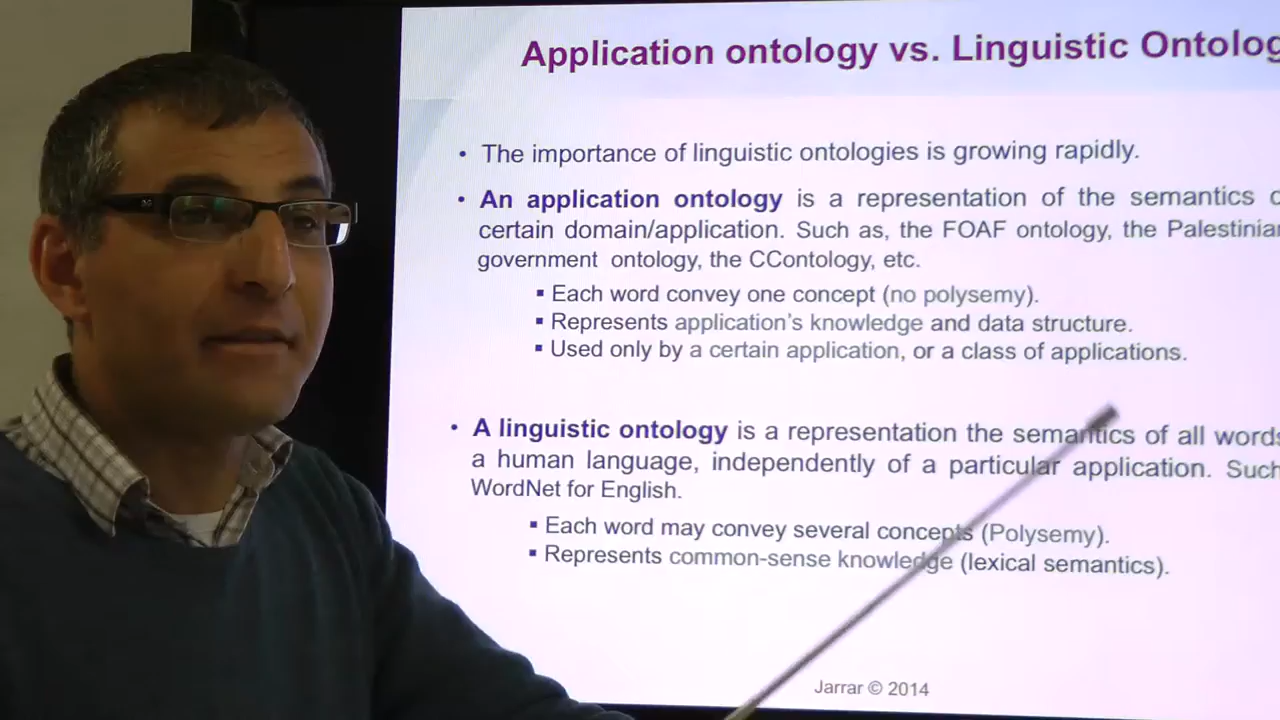 Application ontology vs. Linguistic Ontolog
• The importance of linguistic ontologies is growing rapidly.
• An application ontology is a representation of the semantics
certain domain/application. Such as, the FOAF ontology, the Palestinian
government ontology, the CContology, etc.
▪ Each word convey one concept (no polysemy).
▪ Represents application's knowledge and data structure.
▪ Used only by a certain application, or a class of applications.
• A linguistic ontology is a representation the semantics of all words
a human language, independently of a particular application. Such
WordNet for English.
▪ Each word may convey several concepts (Polysemy).
▪ Represents common-sense knowledge (lexical semantics).
Jarrar © 2014